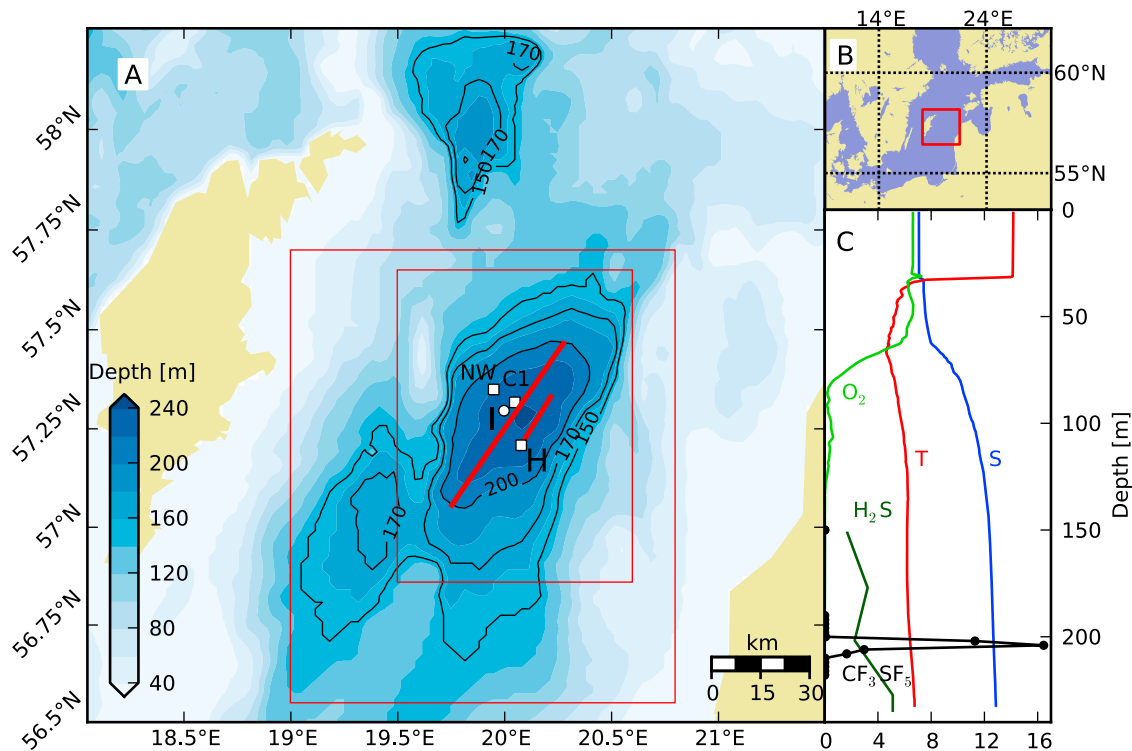 A
170
170
150
58°N
57.75°N
57.5°N
57.25°N
57°N
56.75°N
56.5°N
Depth [m]
240
200
160
120
80
40
NW
C1
I
H
170
150
200
170
km
0 15 30
18.5°E 19°E 19.5°E 20°E 20.5°E 21°E
14°E 24°E
B
60°N
55°N
C
0
50
100
150
200
Depth [m]
O₂
T
S
H₂S
CF₃SF₅
0 4 8 12 16